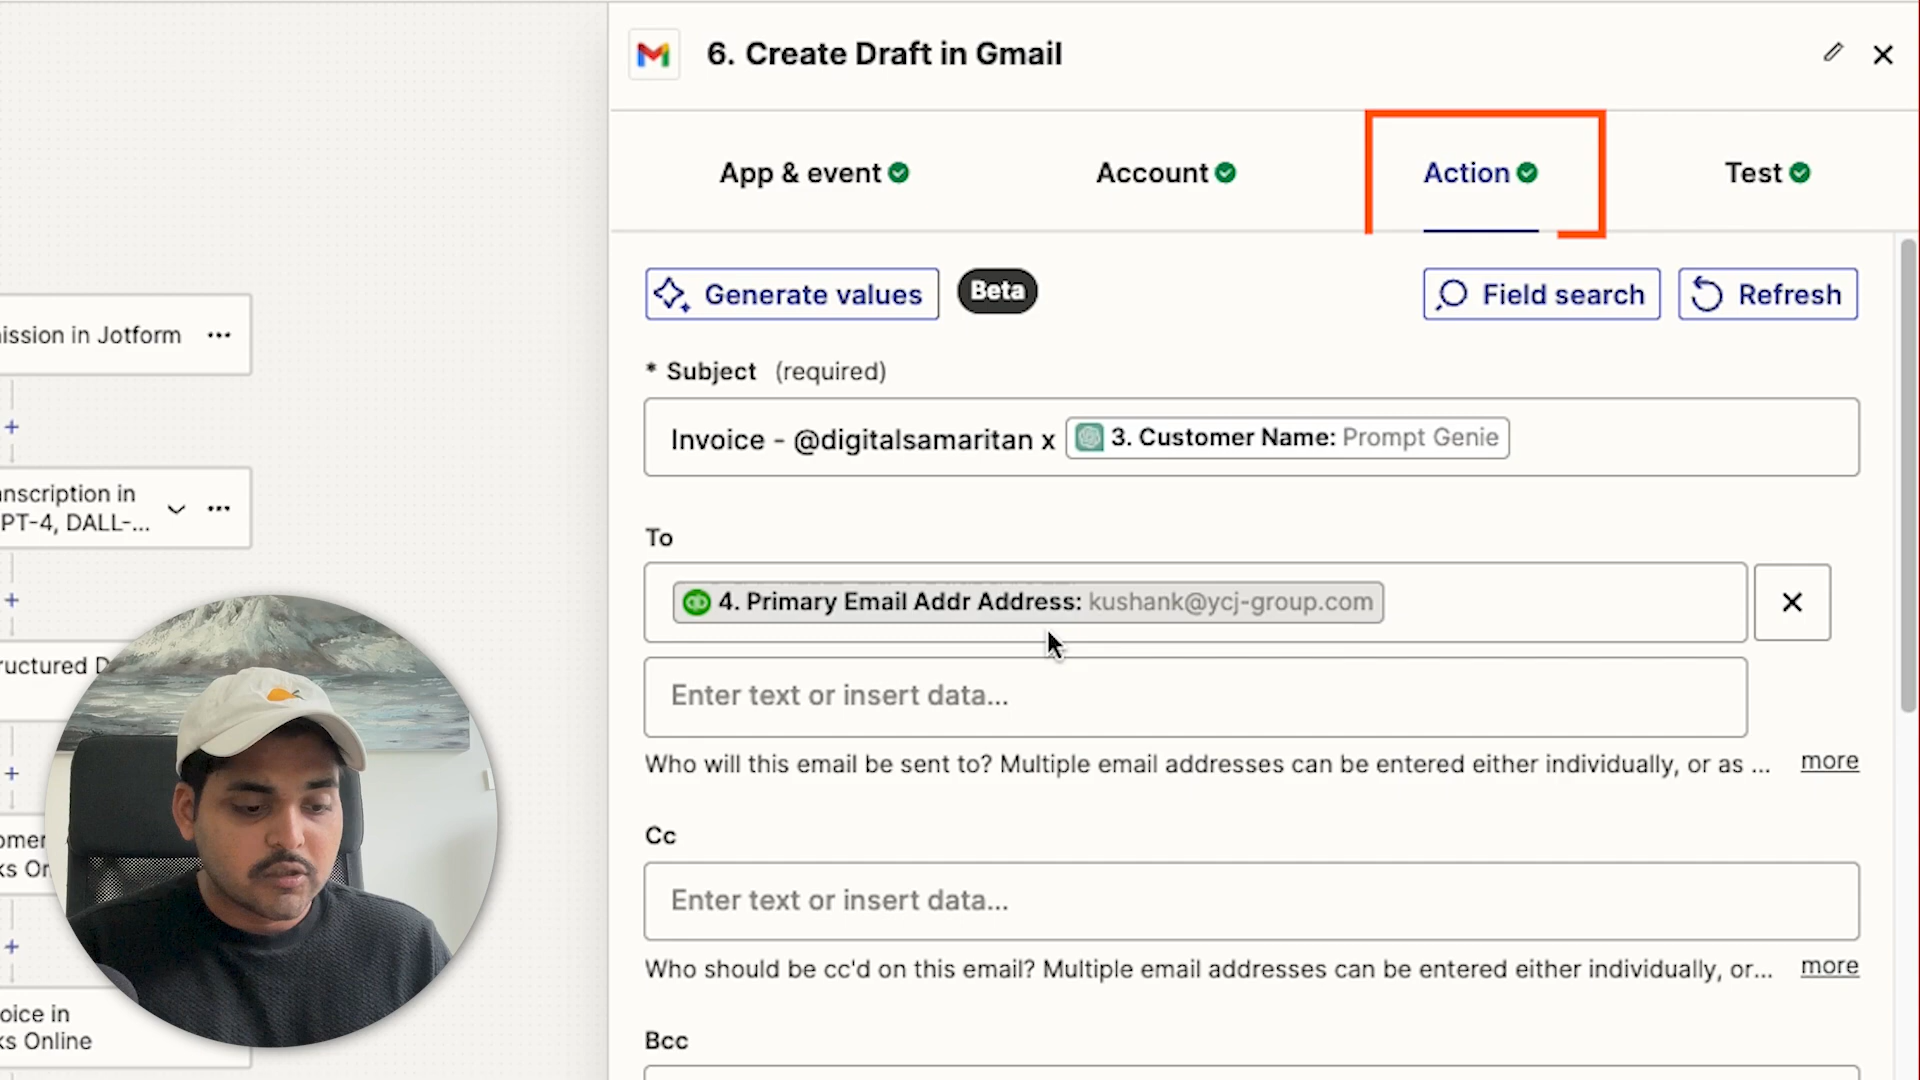 6. Create Draft in Gmail
App & event
Account
Action
Test
Generate values
Beta
Field search
Refresh
* Subject (required)
Invoice - @digitalsamaritan x 3. Customer Name: Prompt Genie
To
4. Primary Email Addr Address: kushank@ycj-group.com
Enter text or insert data...
Who will this email be sent to? Multiple email addresses can be entered either individually, or as ... more
Cc
Enter text or insert data...
Who should be cc'd on this email? Multiple email addresses can be entered either individually, or... more
Bcc
ission in Jotform
anscription in
PT-4, DALL-...
ructured D
omer
ks Or
oice in
ks Online